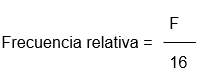 F
Frecuencia relativa =
16